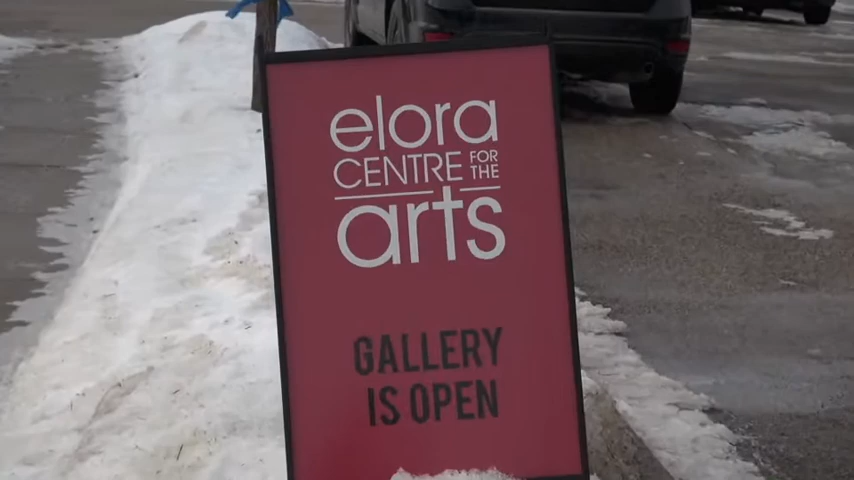 elora
CENTRE FOR THE
arts
GALLERY
IS OPEN